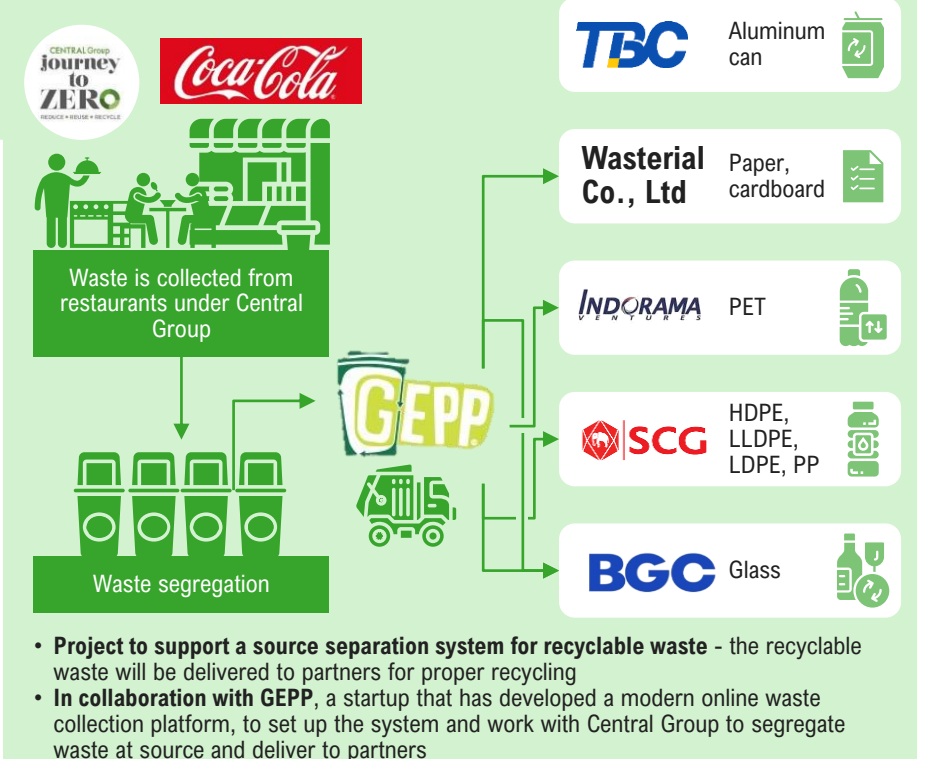 CENTRAL Group
journey
to
ZERO
REDUCE • REUSE • RECYCLE
Coca-Cola
Waste is collected from
restaurants under Central
Group
Waste segregation
GEPP
TBC
Aluminum
can
Wasterial
Co., Ltd
Paper,
cardboard
INDORAMA
VENTURES
PET
SCG
HDPE,
LLDPE,
LDPE, PP
BGC
Glass
• Project to support a source separation system for recyclable waste - the recyclable
waste will be delivered to partners for proper recycling
• In collaboration with GEPP, a startup that has developed a modern online waste
collection platform, to set up the system and work with Central Group to segregate
waste at source and deliver to partners